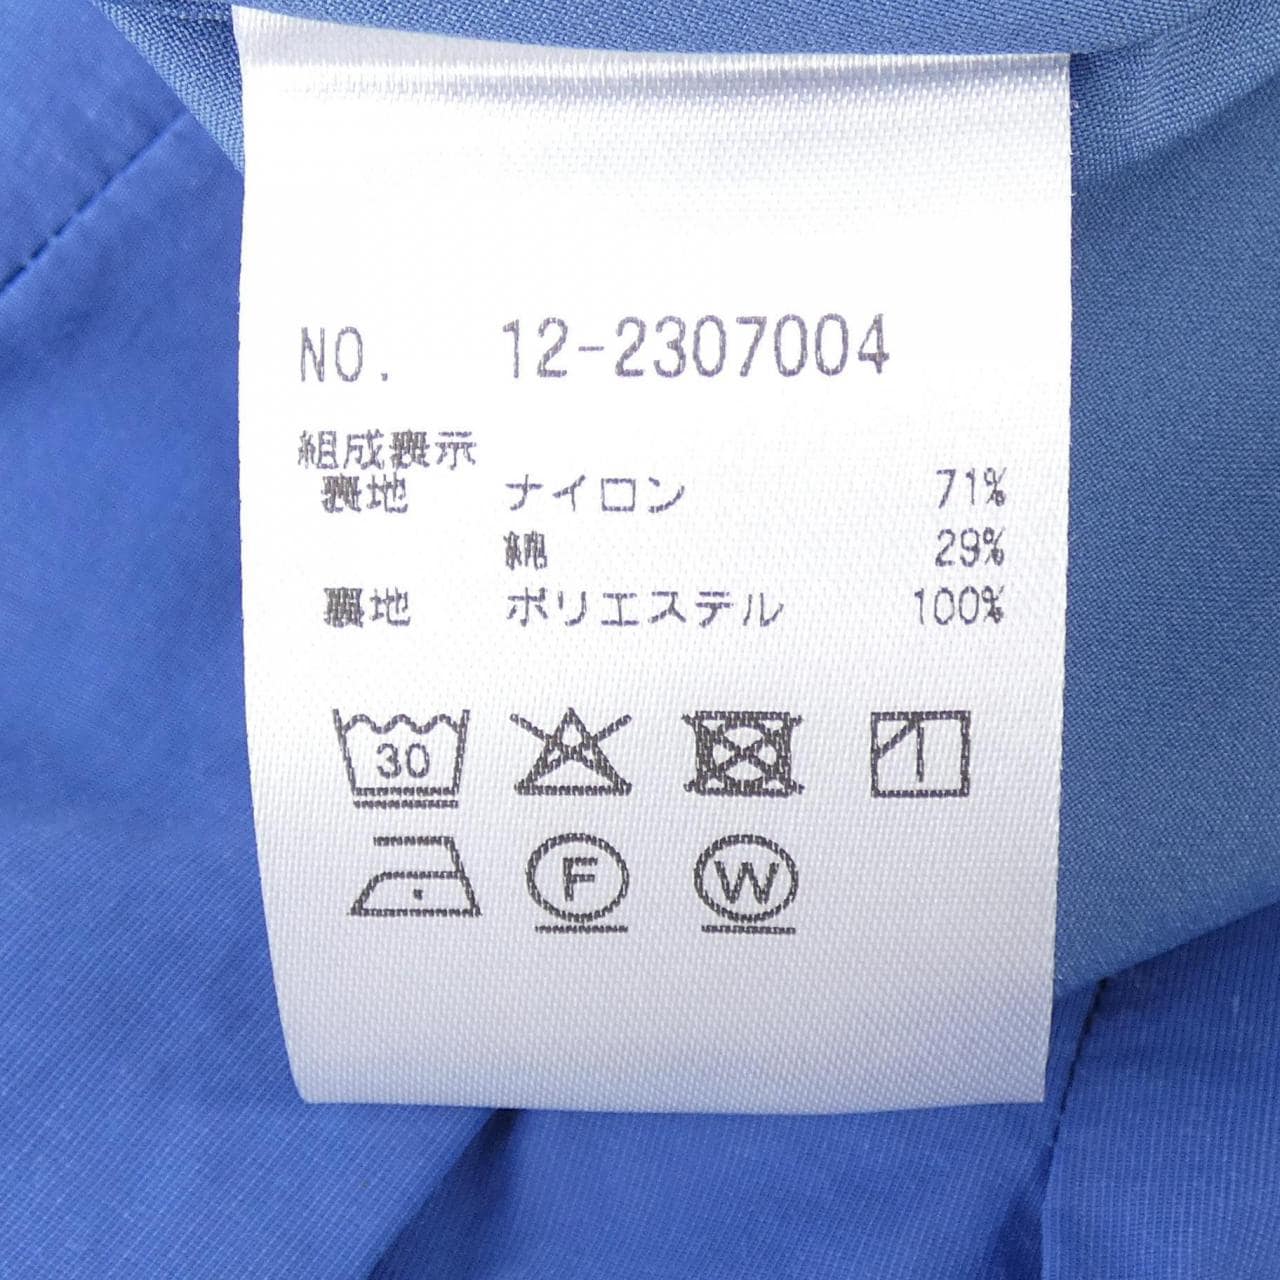 NO. 12-2307004
組成表示
表地 ナイロン 71%
綿 29%
裏地 ポリエステル 100%
30
F W